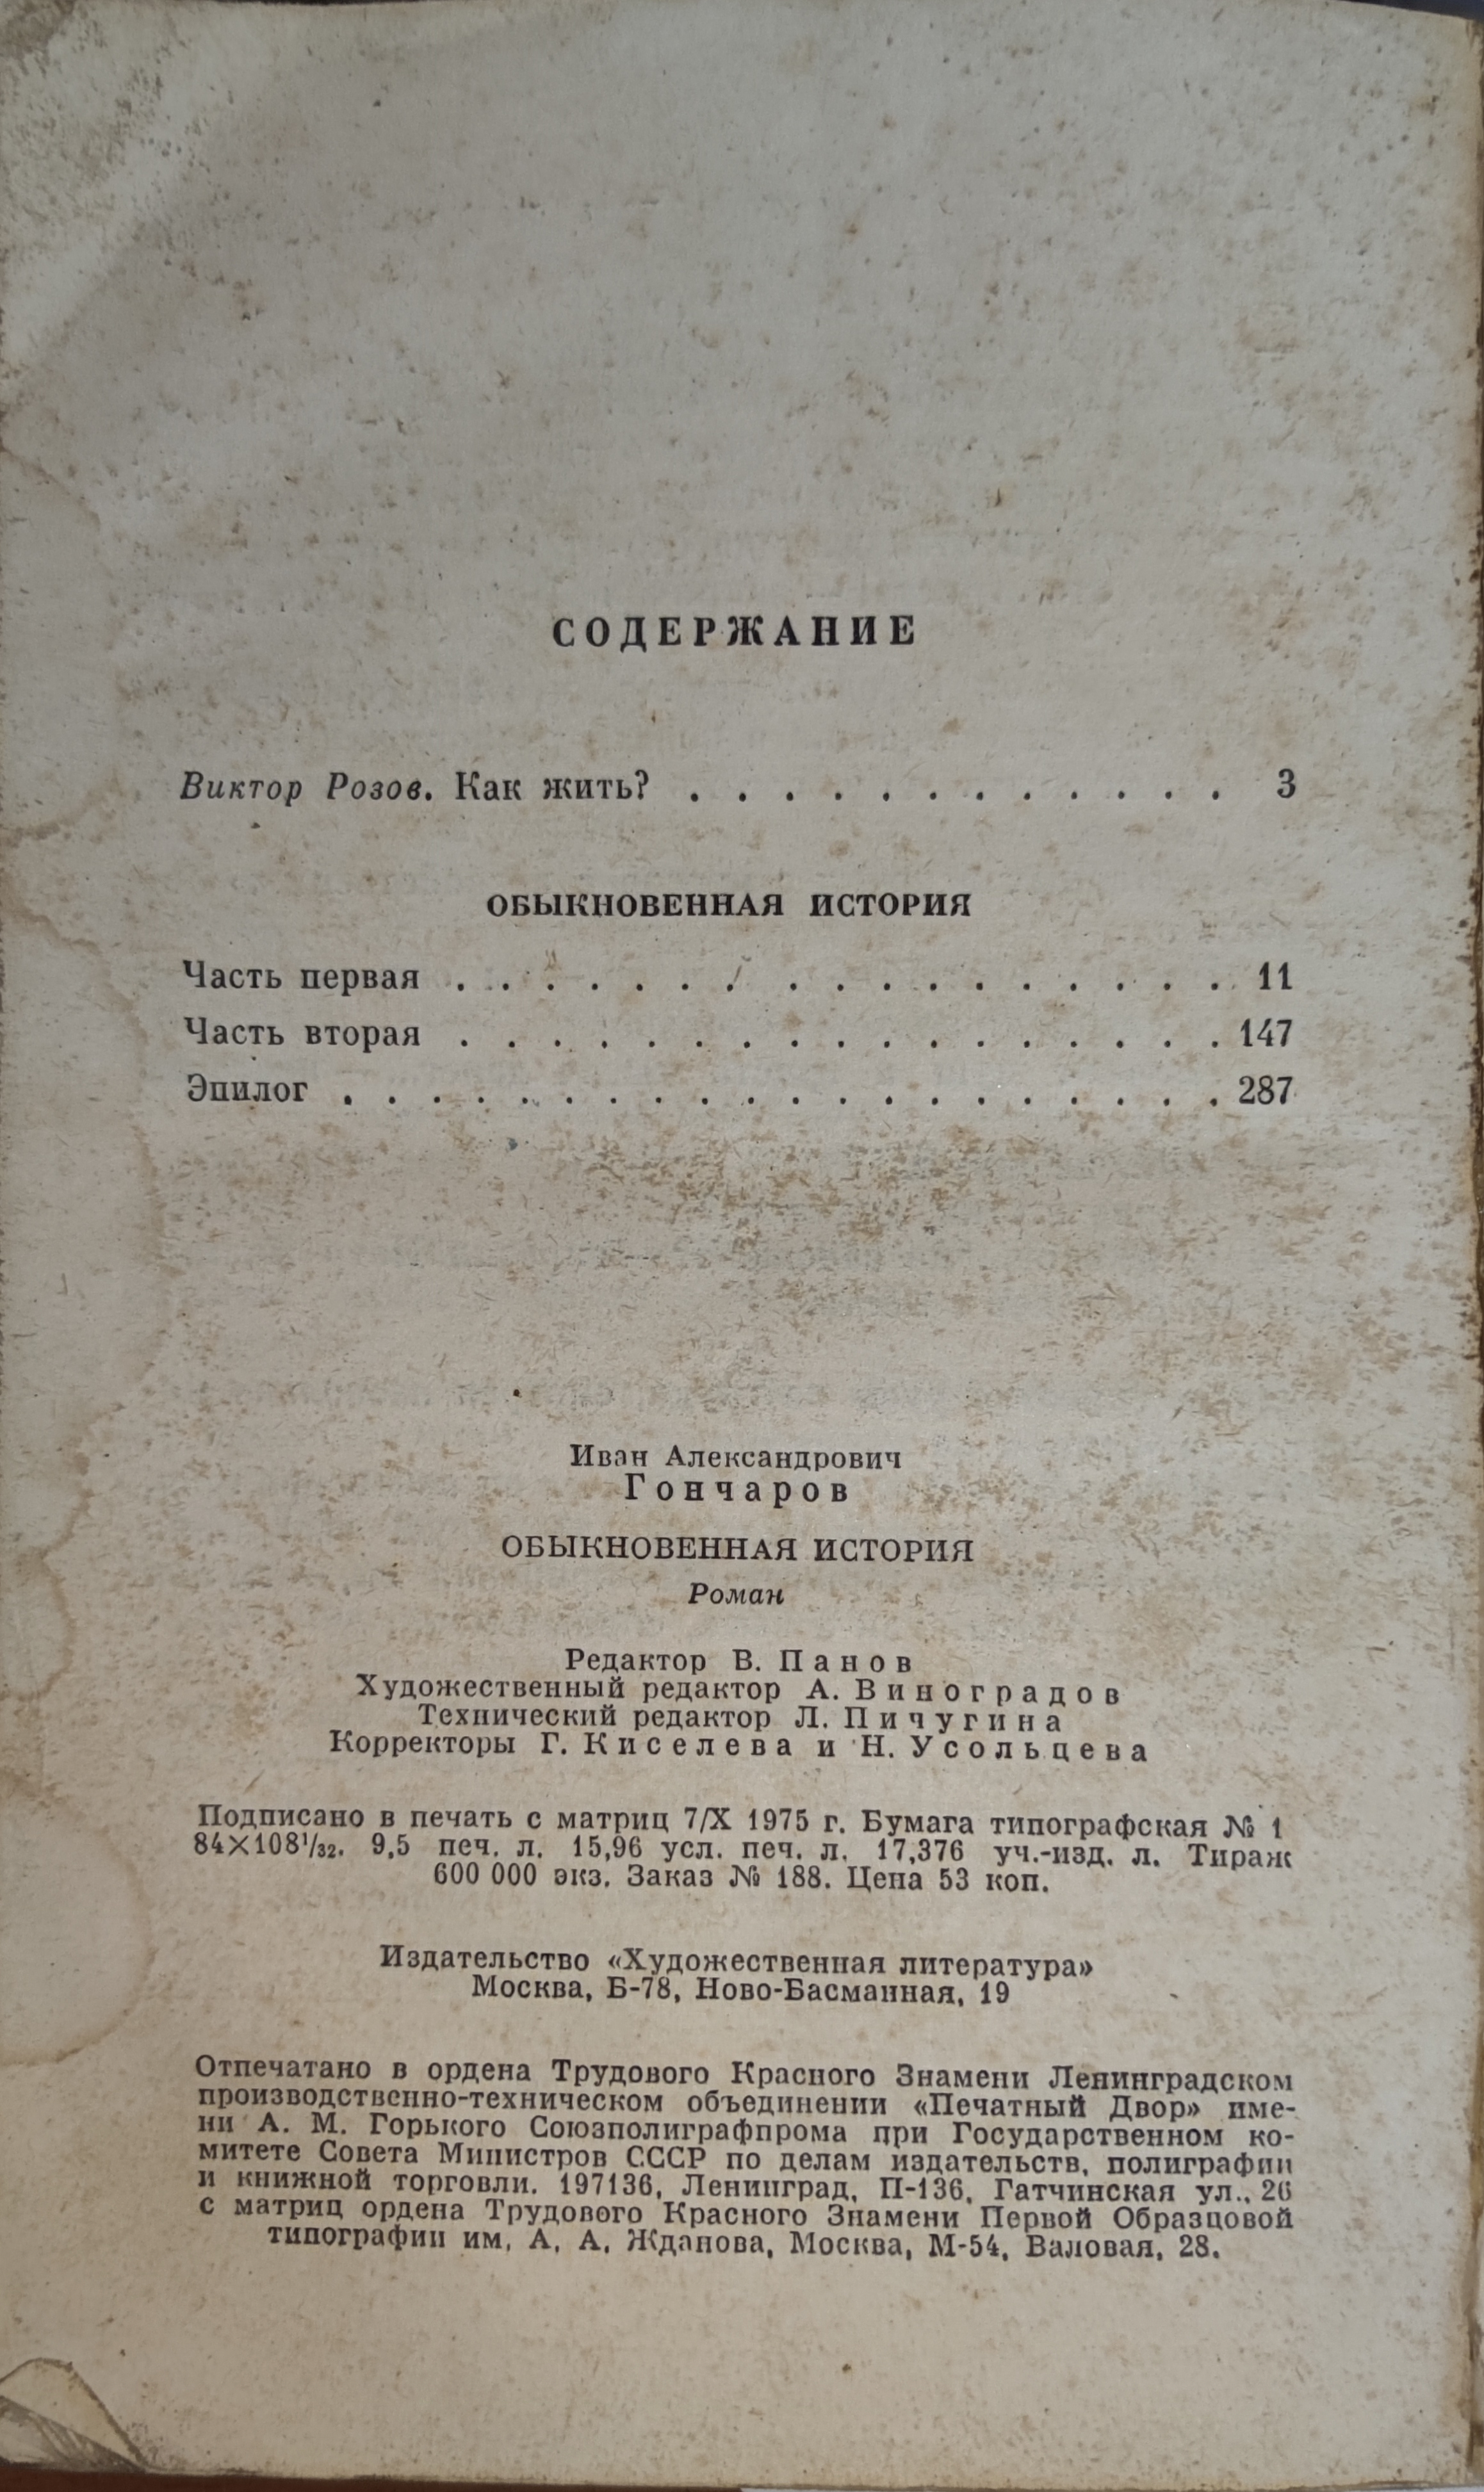 СОДЕРЖАНИЕ
Виктор Розов. Как жить? . . . . . . . . . . . . 3
ОБЫКНОВЕННАЯ ИСТОРИЯ
Часть первая . . . . . . . . . . . . . . . . . 11
Часть вторая . . . . . . . . . . . . . . . . . 147
Эпилог . . . . . . . . . . . . . . . . . . . . 287
Иван Александрович
Гончаров
ОБЫКНОВЕННАЯ ИСТОРИЯ
Роман
Редактор В. Панов
Художественный редактор А. Виноградов
Технический редактор Л. Пичугина
Корректоры Г. Киселева и Н. Усольцева
Подписано в печать с матриц 7/X 1975 г. Бумага типографская № 1
84×108¹/₃₂. 9,5 печ. л. 15,96 усл. печ. л. 17,376 уч.-изд. л. Тираж
600 000 экз. Заказ № 188. Цена 53 коп.
Издательство «Художественная литература»
Москва, Б-78, Ново-Басманная, 19
Отпечатано в ордена Трудового Красного Знамени Ленинградском
производственно-техническом объединении «Печатный Двор» име-
ни А. М. Горького Союзполиграфпрома при Государственном ко-
митете Совета Министров СССР по делам издательств, полиграфии
и книжной торговли. 197136, Ленинград, П-136, Гатчинская ул., 26
с матриц ордена Трудового Красного Знамени Первой Образцовой
типографии им. А. А. Жданова, Москва, М-54, Валовая, 28.